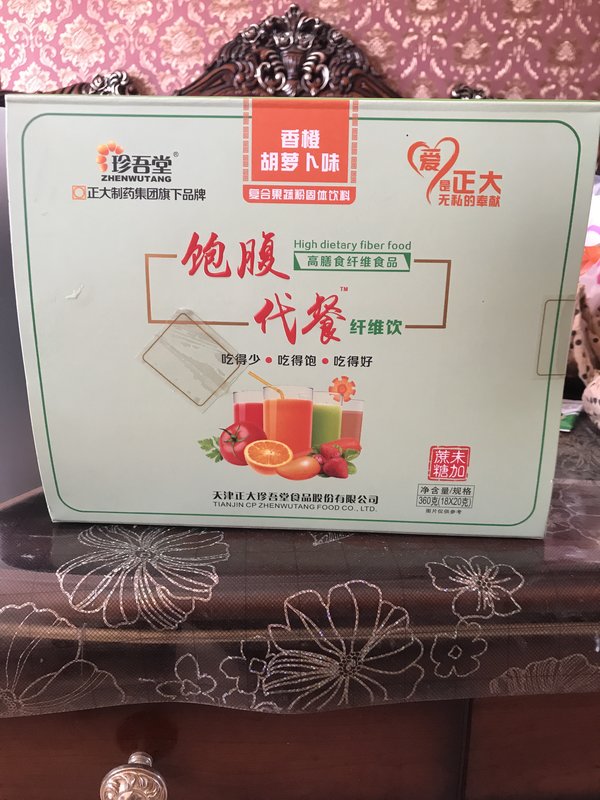 香橙
胡萝卜味
复合果蔬粉固体饮料
珍吾堂®
ZHENWUTANG
正大制药集团旗下品牌
爱
是正大
无私的奉献
饱腹
High dietary fiber food
高膳食纤维食品
代餐™纤维饮
吃得少 ● 吃得饱 ● 吃得好
未加
蔗糖
天津正大珍吾堂食品股份有限公司
TIANJIN CP ZHENWUTANG FOOD CO., LTD.
净含量/规格
360克(18X20克)
图片仅供参考